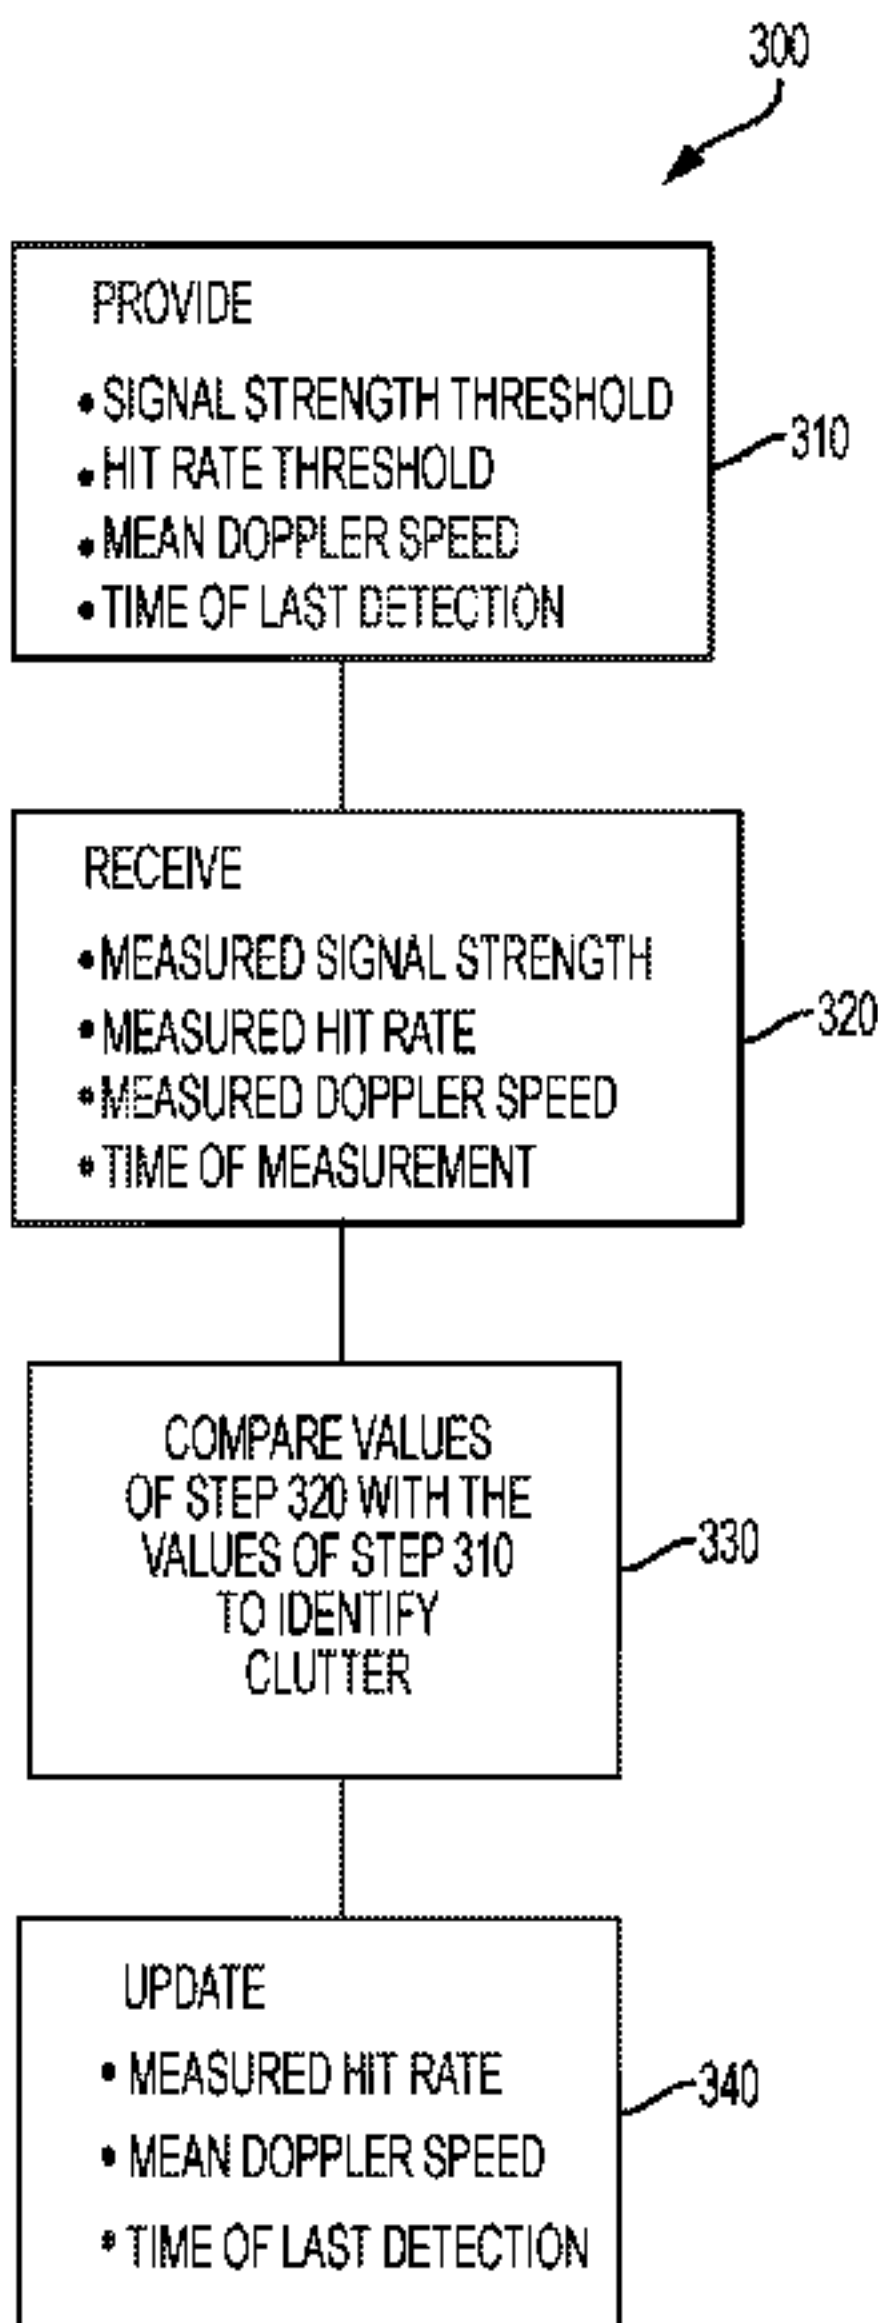 300
PROVIDE
• SIGNAL STRENGTH THRESHOLD
• HIT RATE THRESHOLD
• MEAN DOPPLER SPEED
• TIME OF LAST DETECTION
310
RECEIVE
• MEASURED SIGNAL STRENGTH
• MEASURED HIT RATE
• MEASURED DOPPLER SPEED
• TIME OF MEASUREMENT
320
COMPARE VALUES
OF STEP 320 WITH THE
VALUES OF STEP 310
TO IDENTIFY
CLUTTER
330
UPDATE
• MEASURED HIT RATE
• MEAN DOPPLER SPEED
• TIME OF LAST DETECTION
340